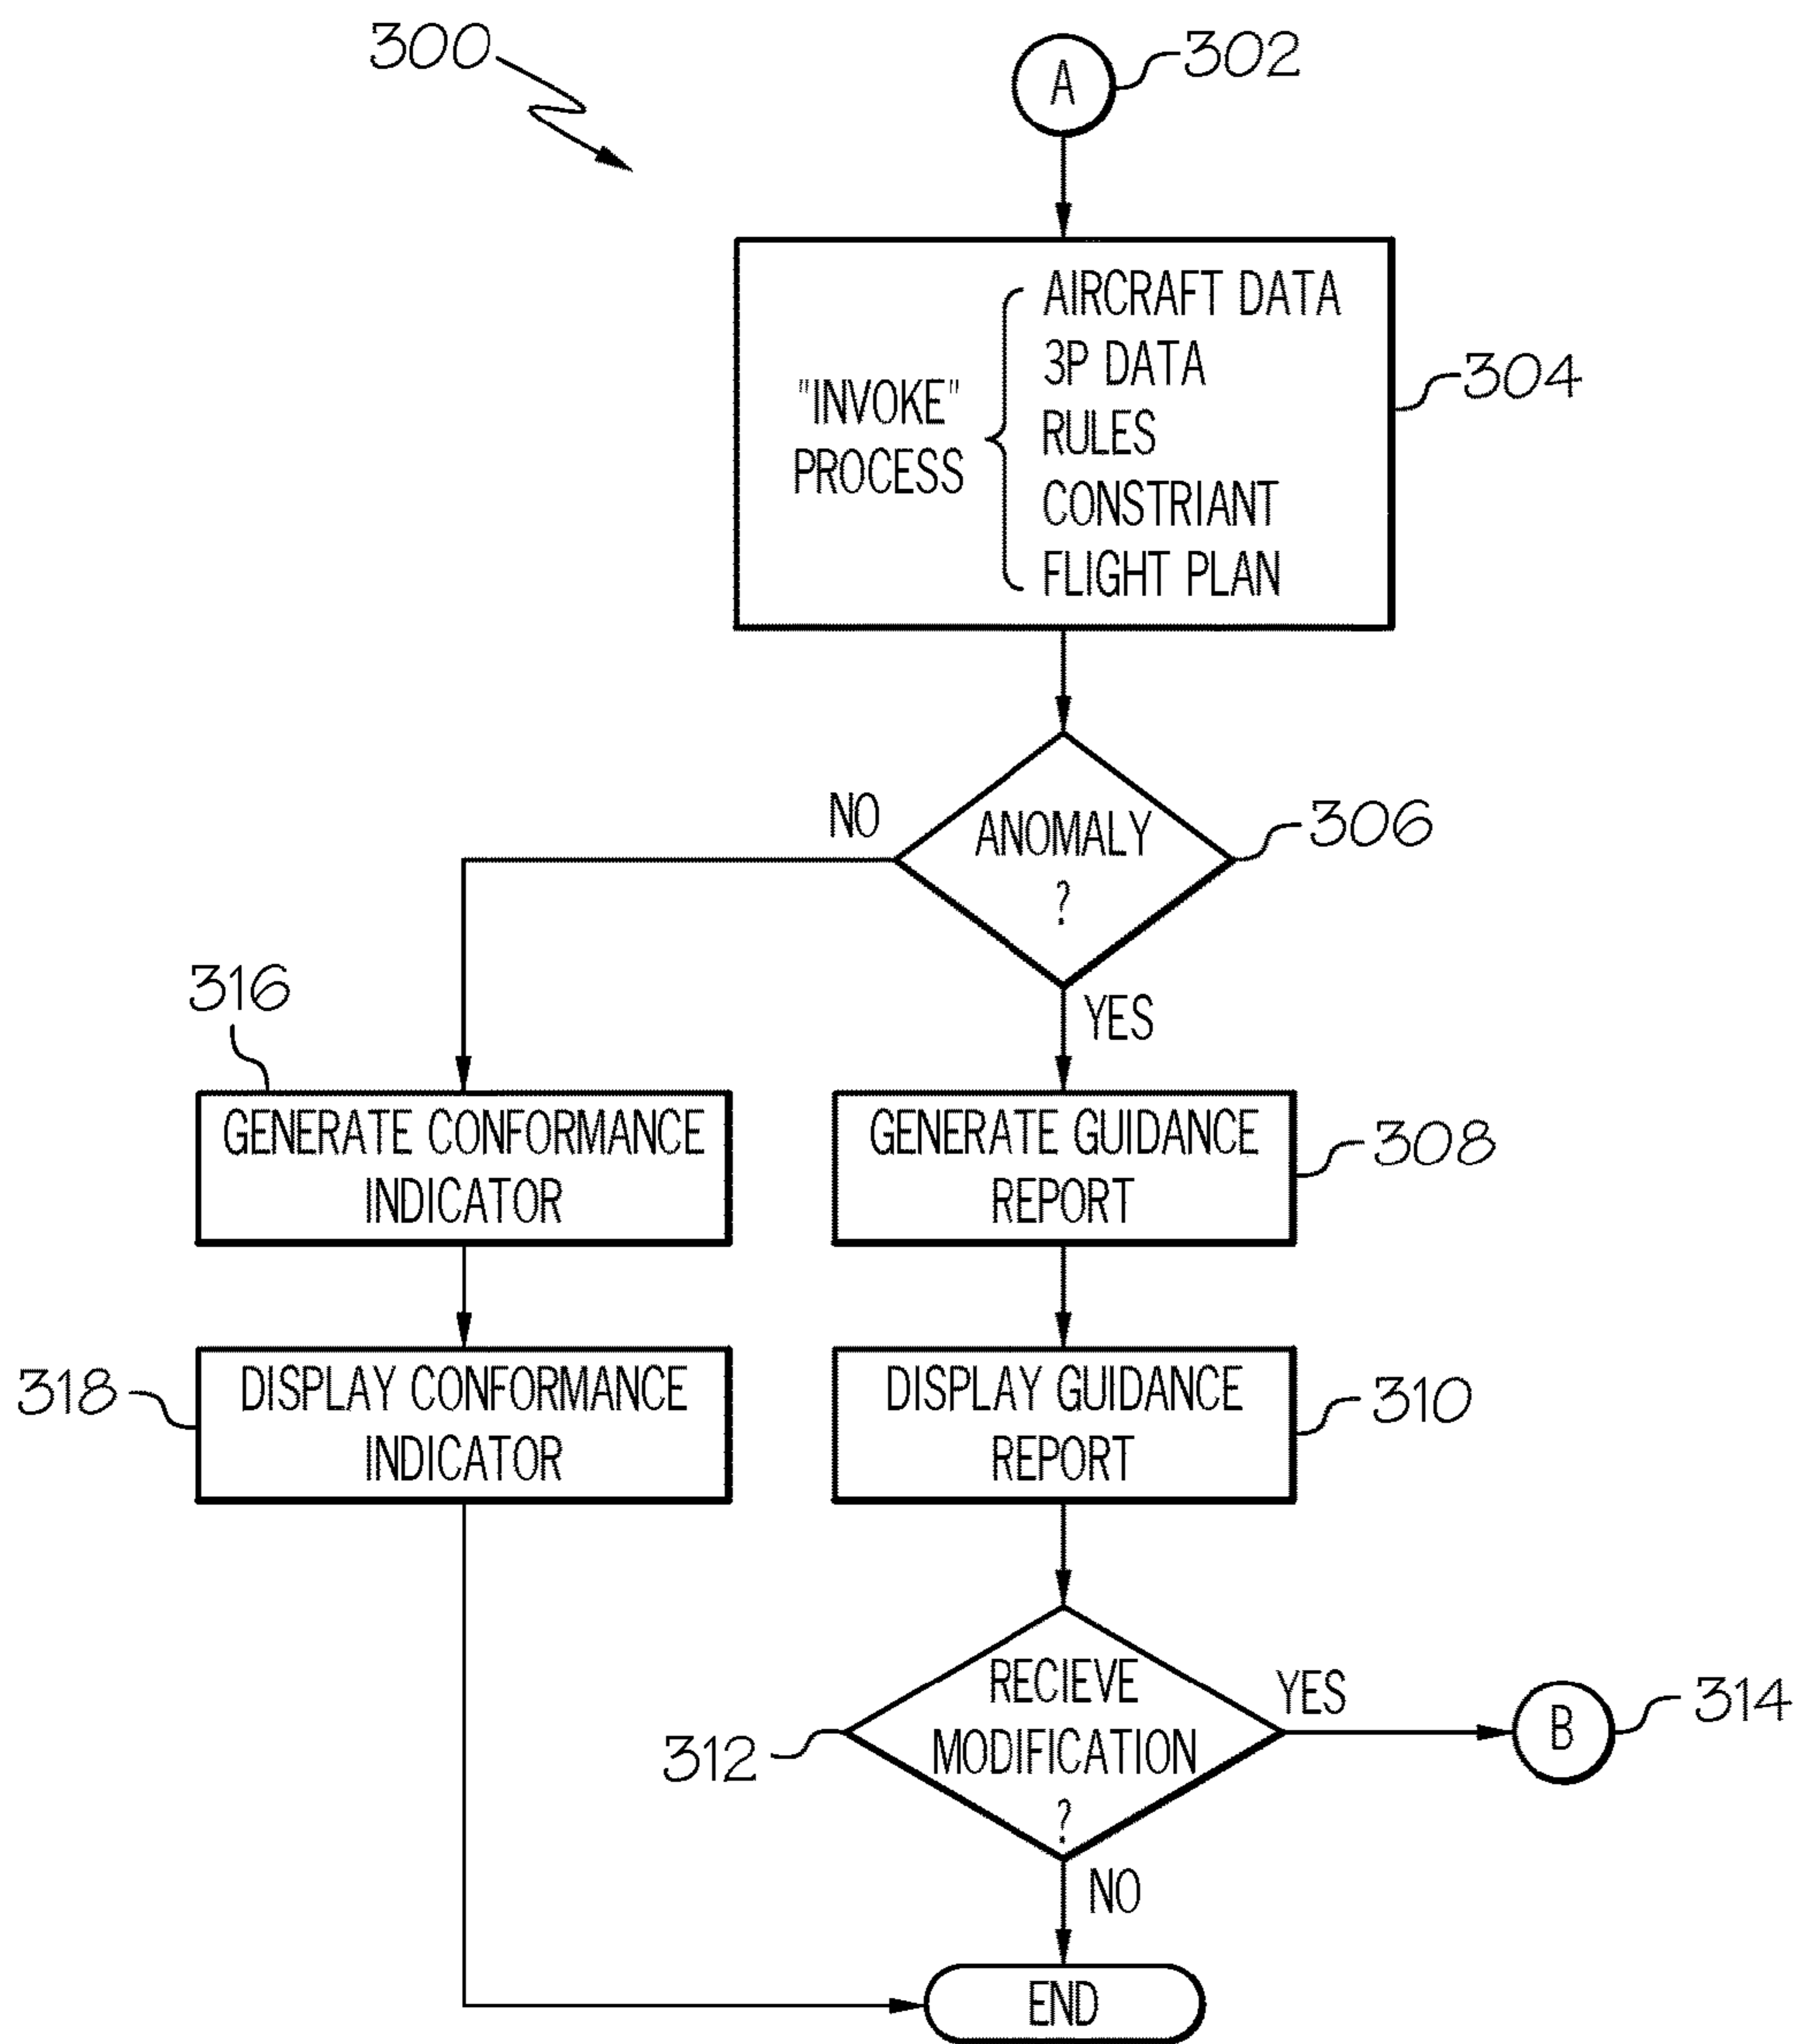 300
A
302
"INVOKE"
PROCESS
AIRCRAFT DATA
3P DATA
RULES
CONSTRIANT
FLIGHT PLAN
304
ANOMALY
?
306
NO
YES
316
GENERATE CONFORMANCE
INDICATOR
GENERATE GUIDANCE
REPORT
308
318
DISPLAY CONFORMANCE
INDICATOR
DISPLAY GUIDANCE
REPORT
310
312
RECIEVE
MODIFICATION
?
YES
B
314
NO
END